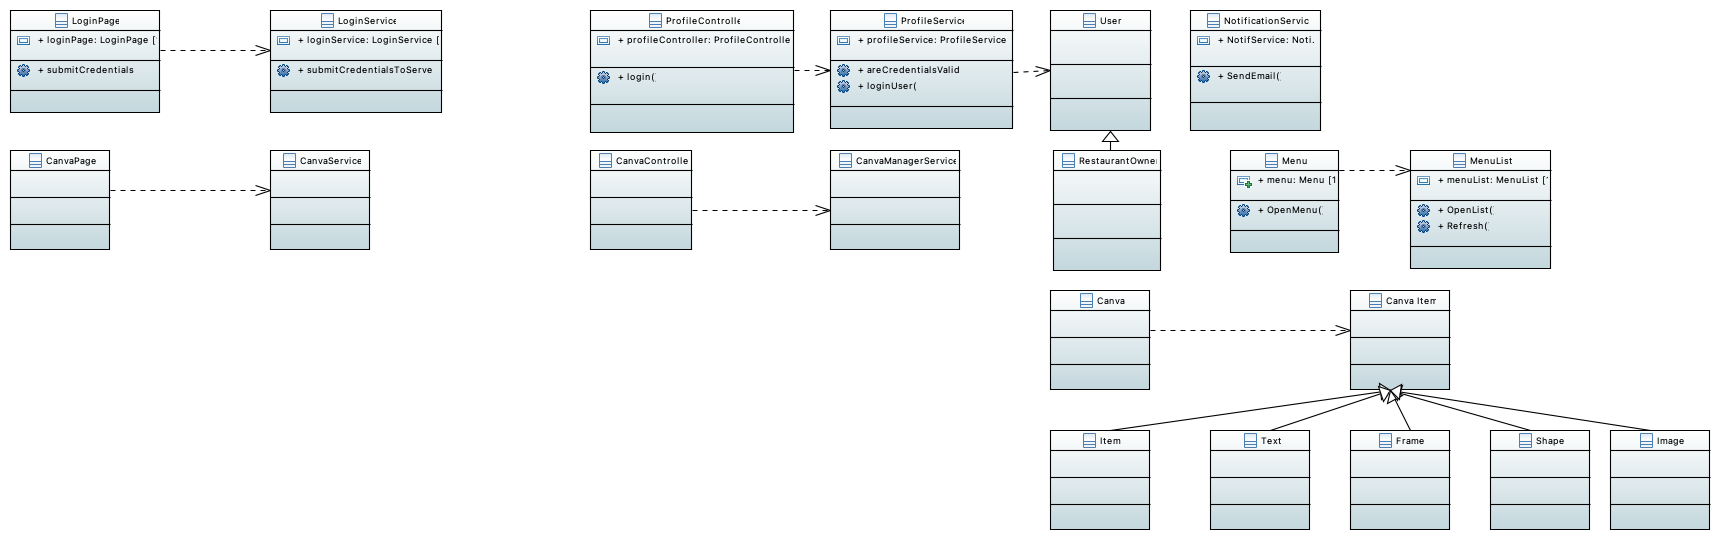 LoginPage
+ loginPage: LoginPage [
+ submitCredentials
LoginService
+ loginService: LoginService [
+ submitCredentialsToServe
ProfileControlle
+ profileController: ProfileControlle
+ login(
ProfileService
+ profileService: ProfileService
+ areCredentialsValid
+ loginUser(
User
NotificationServic
+ NotifService: Noti.
+ SendEmail(
CanvaPage
CanvaService
CanvaControlle
CanvaManagerService
RestaurantOwne
Menu
+ menu: Menu [1
+ OpenMenu(
MenuList
+ menuList: MenuList [
+ OpenList(
+ Refresh(
Canva
Canva Item
Item
Text
Frame
Shape
Image